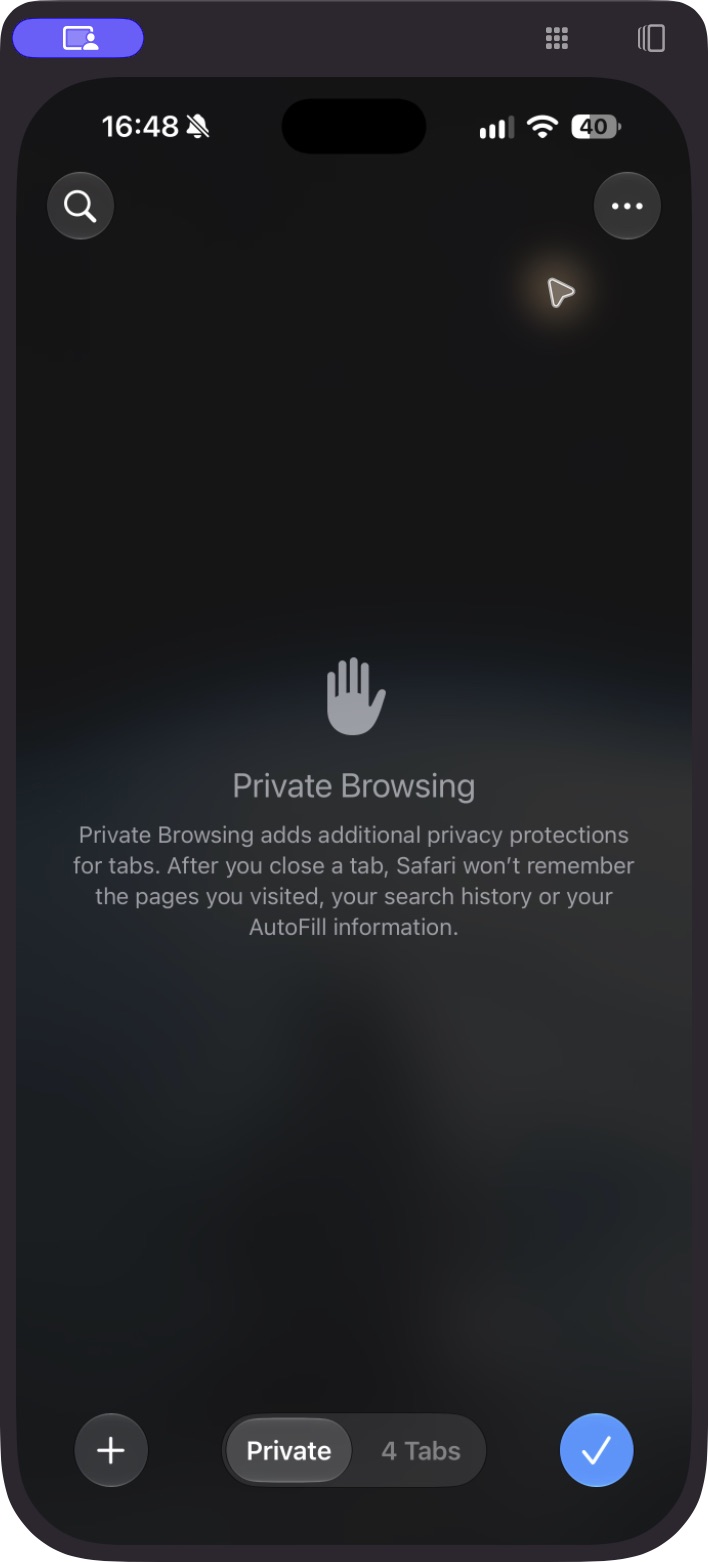 16:48
40
Private Browsing
Private Browsing adds additional privacy protections
for tabs. After you close a tab, Safari won’t remember
the pages you visited, your search history or your
AutoFill information.
Private
4 Tabs